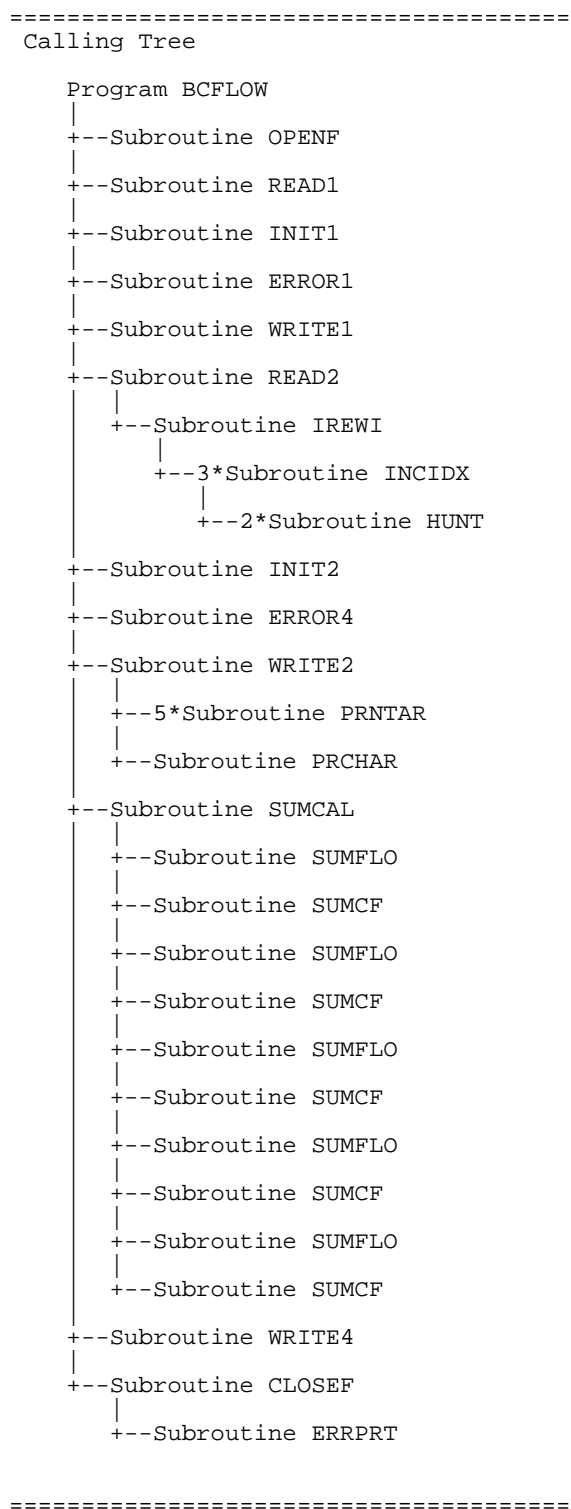 =======================================
Calling Tree
Program BCFLOW
|
+--Subroutine OPENF
|
+--Subroutine READ1
|
+--Subroutine INIT1
|
+--Subroutine ERROR1
|
+--Subroutine WRITE1
|
+--Subroutine READ2
|  |
|  +--Subroutine IREWI
|     |
|     +--3*Subroutine INCIDX
|        |
|        +--2*Subroutine HUNT
|
+--Subroutine INIT2
|
+--Subroutine ERROR4
|
+--Subroutine WRITE2
|  |
|  +--5*Subroutine PRNTAR
|  |
|  +--Subroutine PRCHAR
|
+--Subroutine SUMCAL
|  |
|  +--Subroutine SUMFLO
|  |
|  +--Subroutine SUMCF
|  |
|  +--Subroutine SUMFLO
|  |
|  +--Subroutine SUMCF
|  |
|  +--Subroutine SUMFLO
|  |
|  +--Subroutine SUMCF
|  |
|  +--Subroutine SUMFLO
|  |
|  +--Subroutine SUMCF
|  |
|  +--Subroutine SUMFLO
|  |
|  +--Subroutine SUMCF
|
+--Subroutine WRITE4
|
+--Subroutine CLOSEF
   |
   +--Subroutine ERRPRT
=======================================